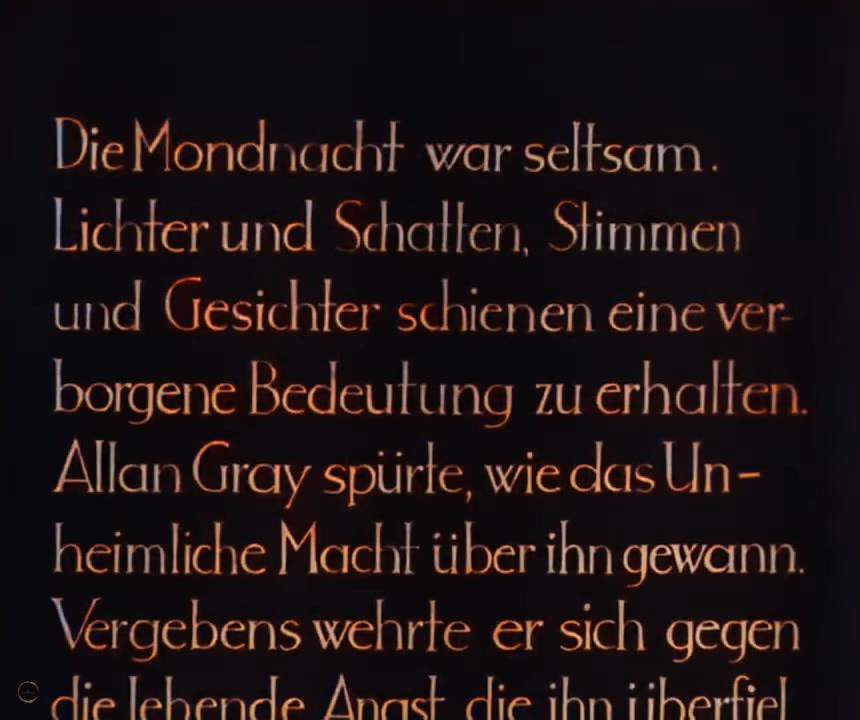 Die Mondnacht war seltsam.
Lichter und Schatten, Stimmen
und Gesichter schienen eine ver-
borgene Bedeutung zu erhalten.
Allan Gray spürte, wie das Un-
heimliche Macht über ihn gewann.
Vergebens wehrte er sich gegen
die lebende Angst, die ihn überfiel